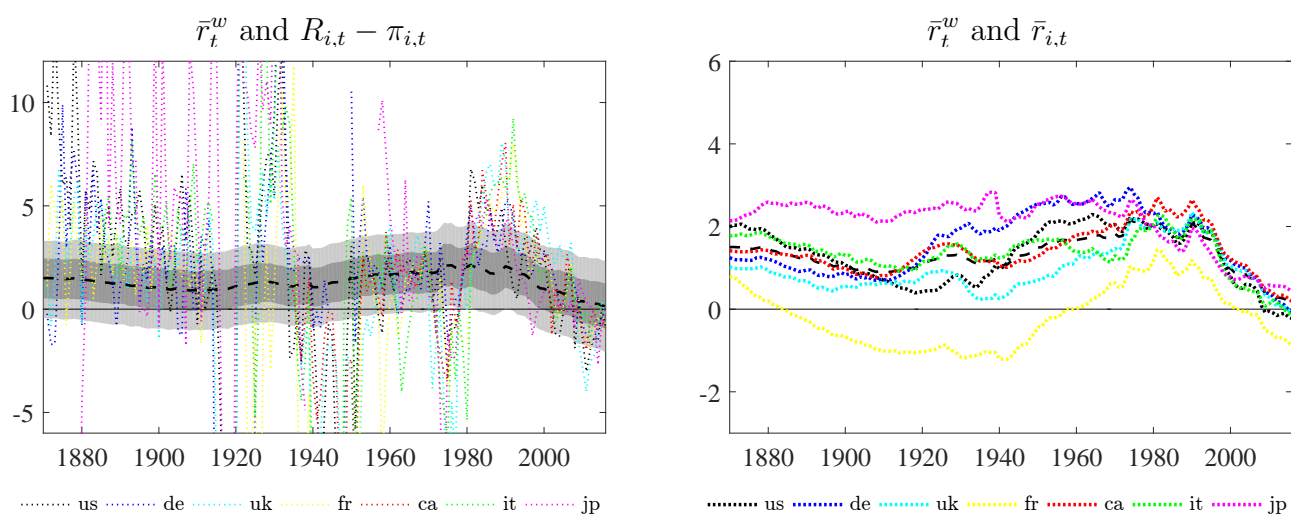 r̄ᵂₜ and Rᵢ,ₜ − πᵢ,ₜ
10
5
0
-5
1880 1900 1920 1940 1960 1980 2000
us de uk fr ca it jp
r̄ᵂₜ and r̄ᵢ,ₜ
6
4
2
0
-2
1880 1900 1920 1940 1960 1980 2000
us de uk fr ca it jp